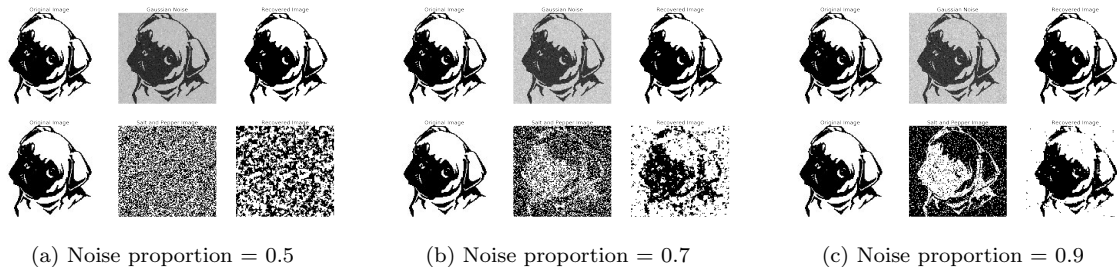 Original Image Gaussian Noise Recovered Image Original Image Gaussian Noise Recovered Image Original Image Gaussian Noise Recovered Image
Original Image Salt and Pepper Image Recovered Image Original Image Salt and Pepper Image Recovered Image Original Image Salt and Pepper Image Recovered Image
(a) Noise proportion = 0.5 (b) Noise proportion = 0.7 (c) Noise proportion = 0.9